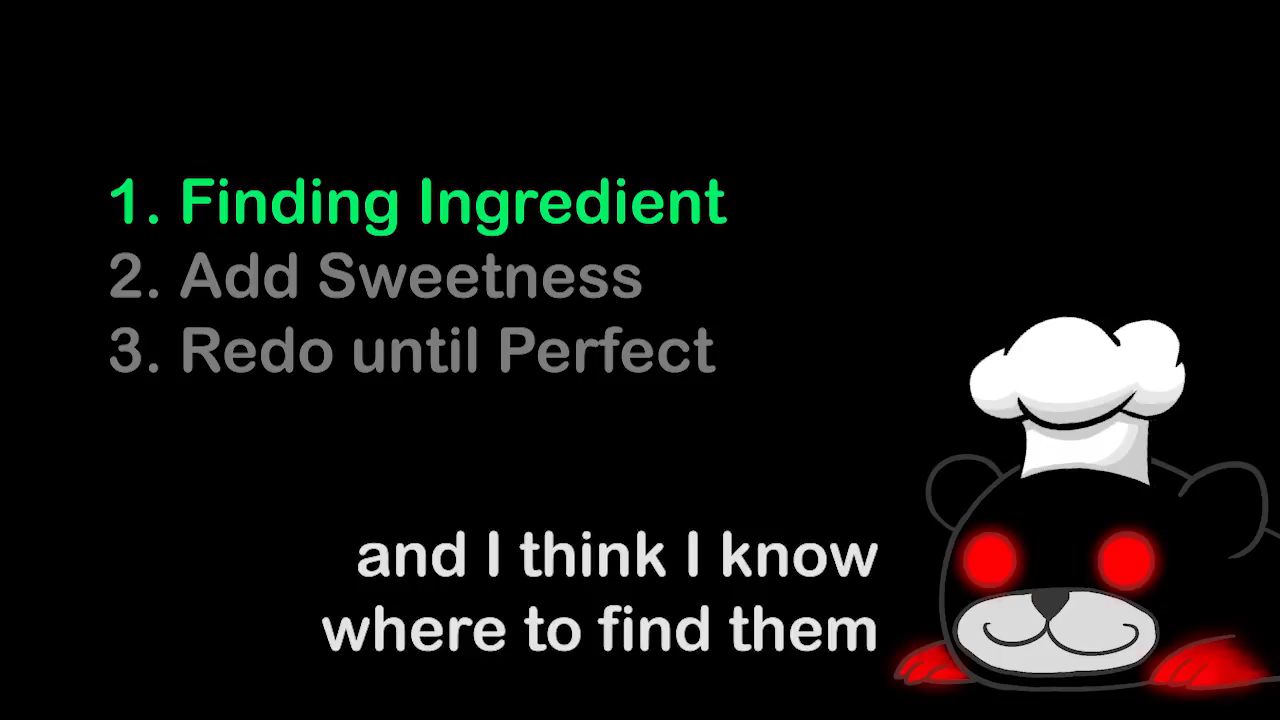 1. Finding Ingredient
2. Add Sweetness
3. Redo until Perfect
and I think I know
where to find them